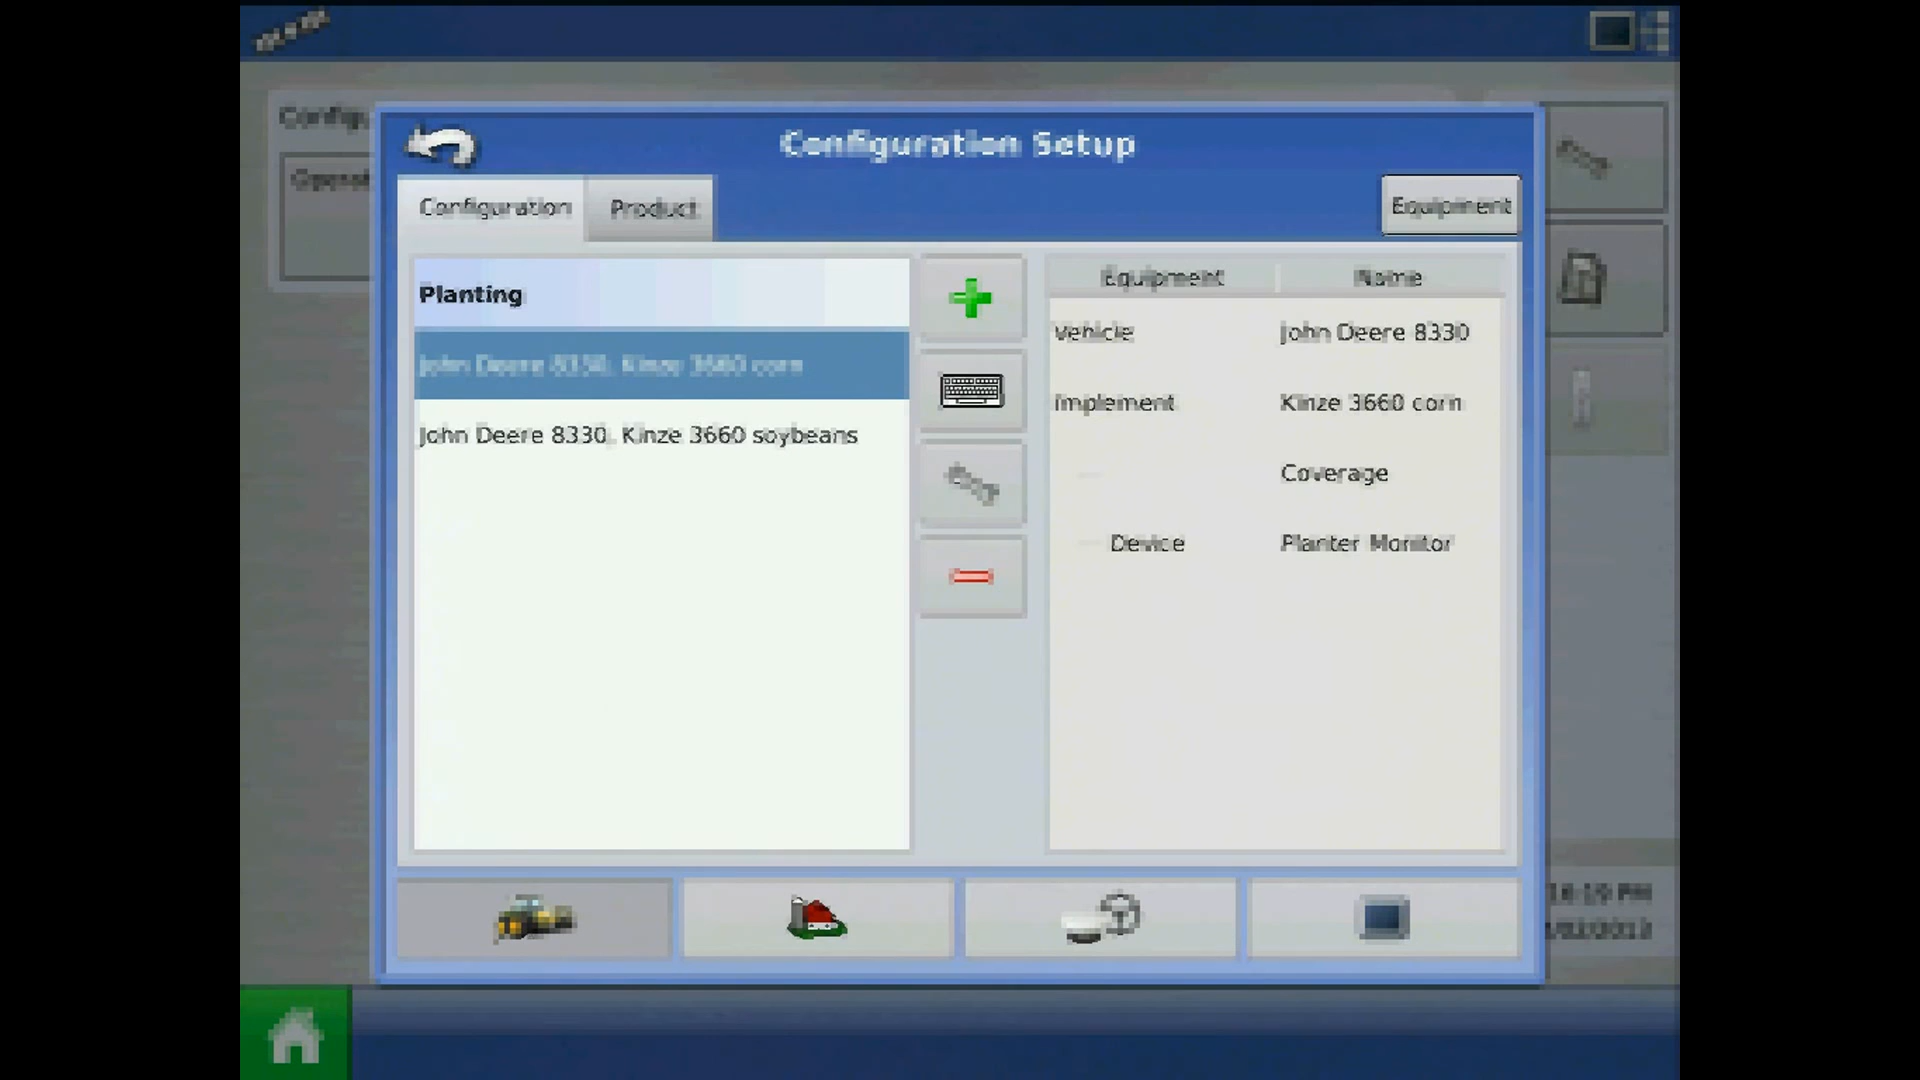 Configuration Setup
Configuration
Product
Equipment
Planting
John Deere 8330, Kinze 3660 corn
John Deere 8330, Kinze 3660 soybeans
Equipment Name
Vehicle John Deere 8330
Implement Kinze 3660 corn
Coverage
Device Planter Monitor